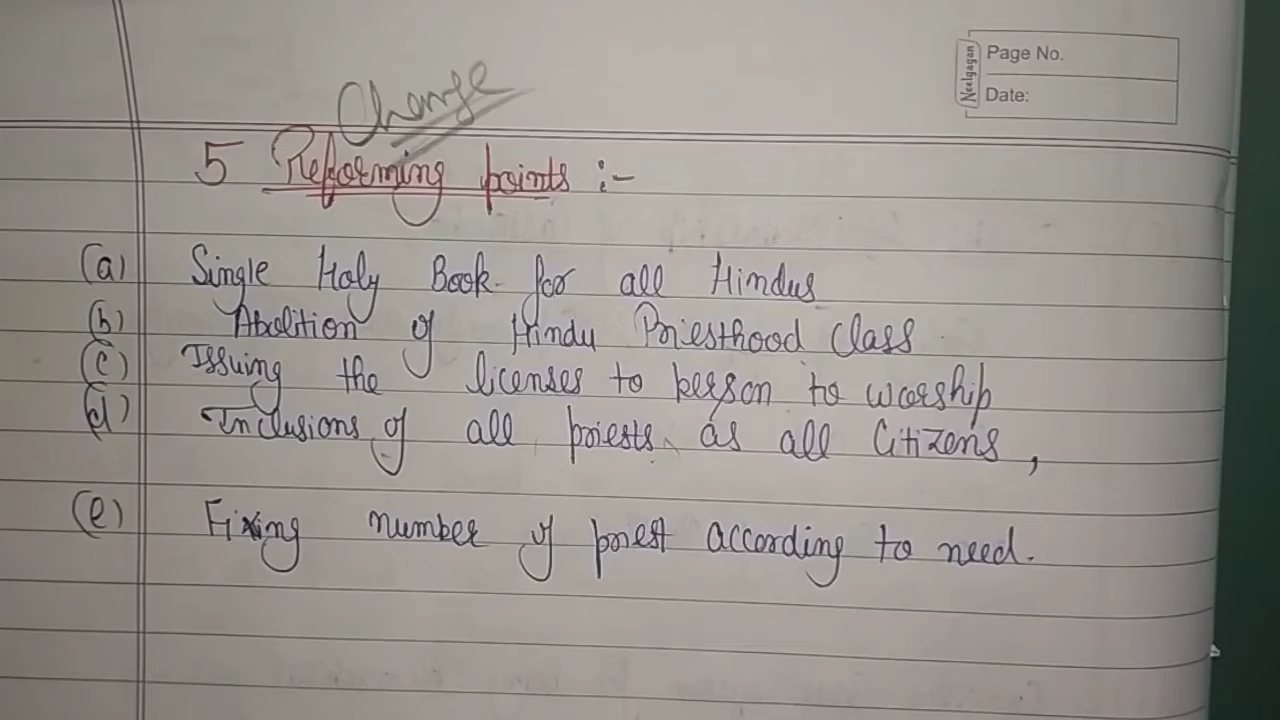 Neelgagan
Page No.
Date:
Change
5 Reforming points :-
(a) Single Holy Book for all Hindus
(b) Abolition of Hindu Priesthood Class
(c) Issuing the licenses to person to worship
(d) Inclusions of all priests as all Citizens,
(e) Fixing number of priest according to need.